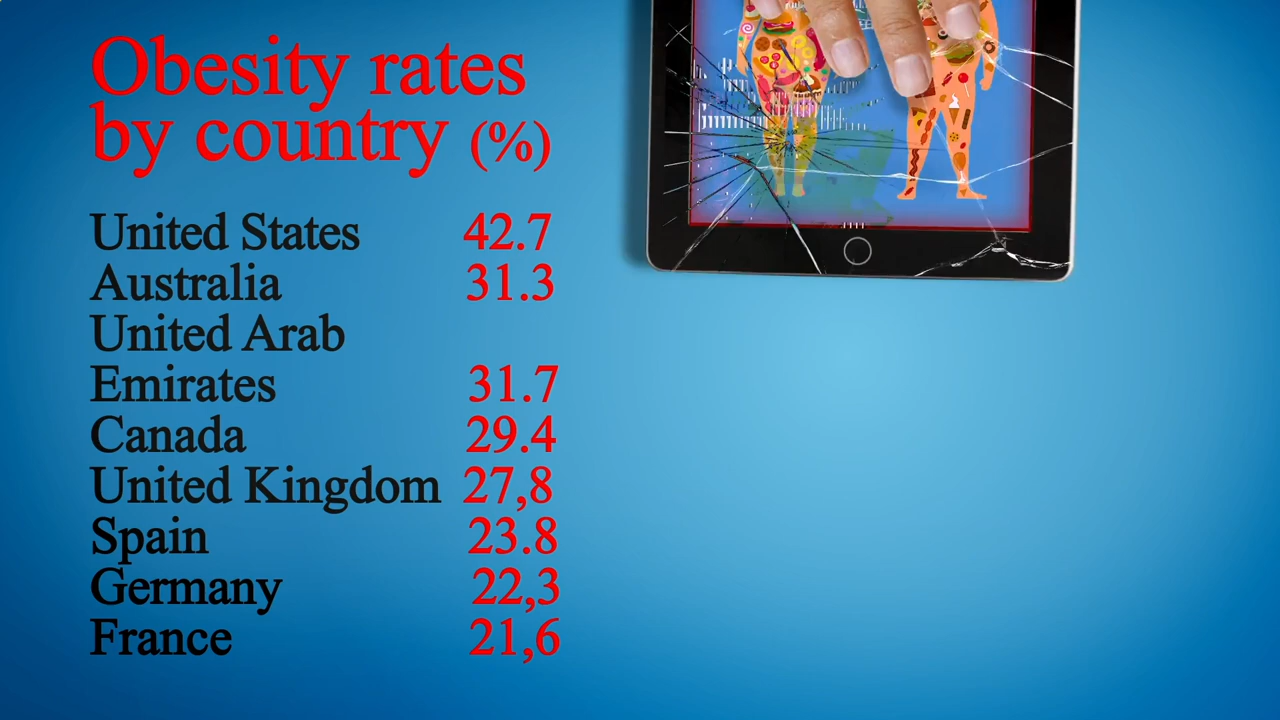 Obesity rates
by country (%)
United States 42.7
Australia 31.3
United Arab
Emirates 31.7
Canada 29.4
United Kingdom 27,8
Spain 23.8
Germany 22,3
France 21,6